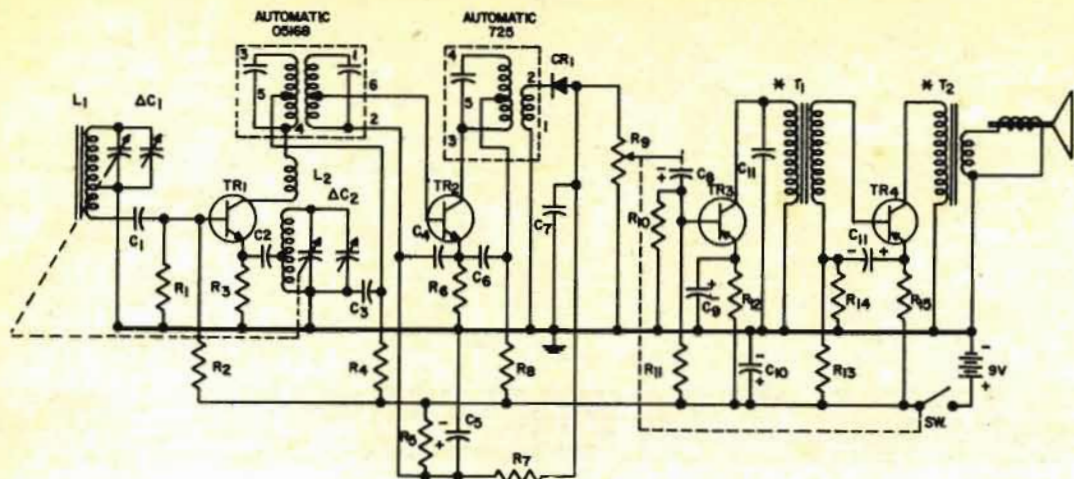 AUTOMATIC
05168
AUTOMATIC
725
3
1
5
6
4
2
4
2
5
3
1
CR1
L1
ΔC1
* T1
* T2
R9
C8
C11
TR1
L2
ΔC2
TR2
TR3
TR4
R10
C1
C2
C4
C7
C11
- +
R1
R3
C3
R6
C6
C9
R12
R14
R15
R2
R4
R8
R11
C10
R13
9V
SW.
R5
C5
R7